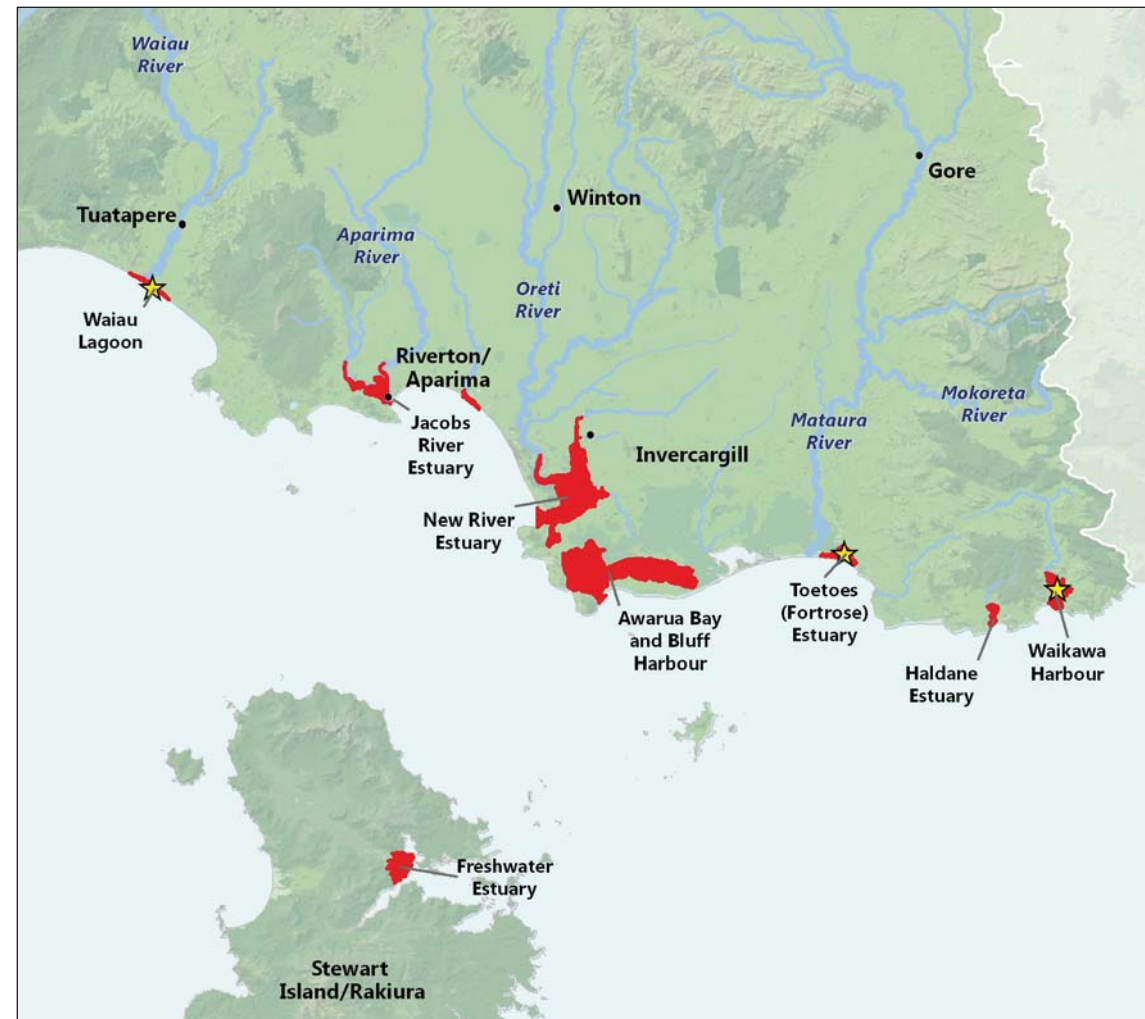 Waiau
River
Gore
Winton
Tuatapere
Aparima
River
Oreti
River
Waiau
Lagoon
Riverton/
Aparima
Mokoreta
River
Mataura
River
Jacobs
River
Estuary
Invercargill
New River
Estuary
Toetoes
(Fortrose)
Estuary
Awarua Bay
and Bluff
Harbour
Waikawa
Harbour
Haldane
Estuary
Freshwater
Estuary
Stewart
Island/Rakiura